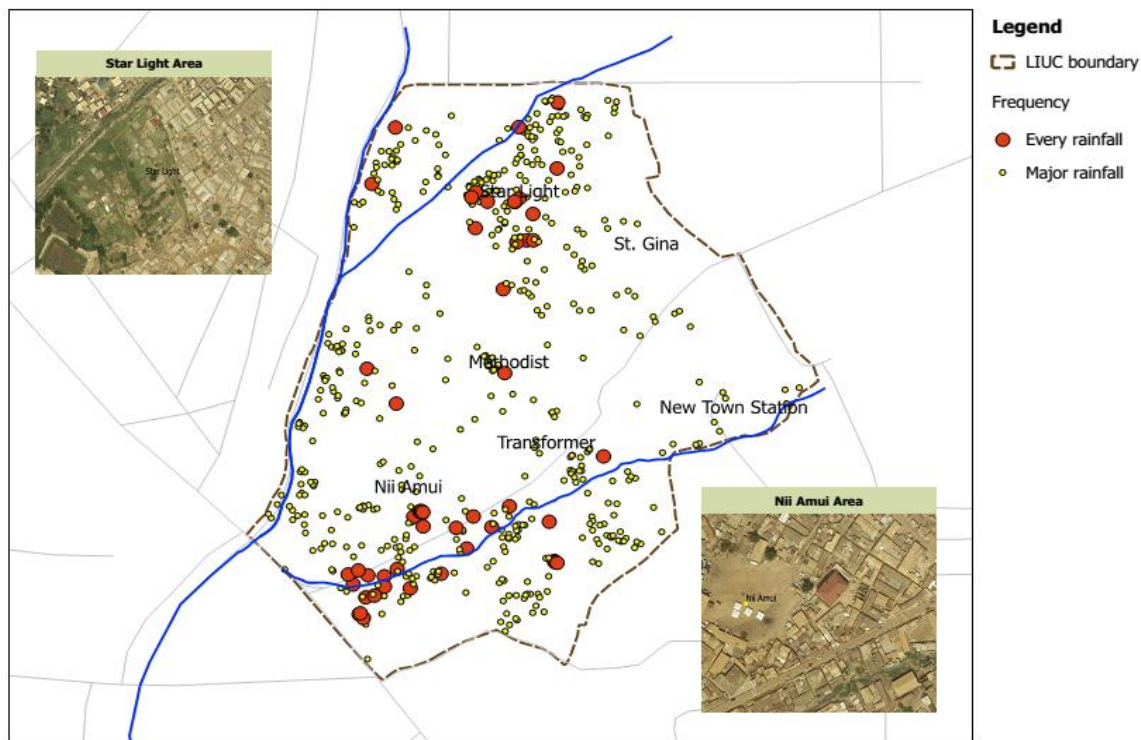 Star Light Area
Star Light
Legend
LIUC boundary
Frequency
Every rainfall
Major rainfall
Star Light
St. Gina
Methodist
New Town Station
Transformer
Nii Amui
Nii Amui Area
Nii Amui